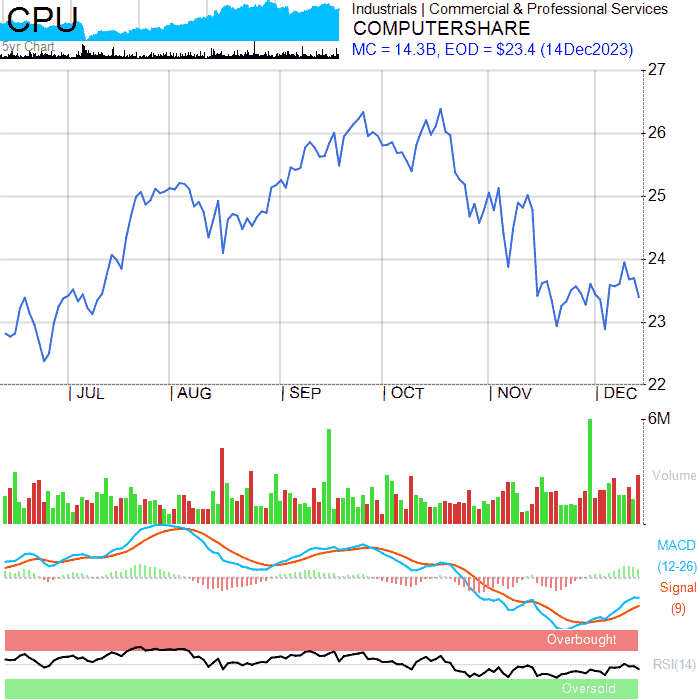 CPU
5yr Chart
Industrials | Commercial & Professional Services
COMPUTERSHARE
MC = 14.3B, EOD = $23.4 (14Dec2023)
27
26
25
24
23
22
JUL AUG SEP OCT NOV DEC
6M
Volume
MACD
(12-26)
Signal
(9)
Overbought
RSI(14)
Oversold